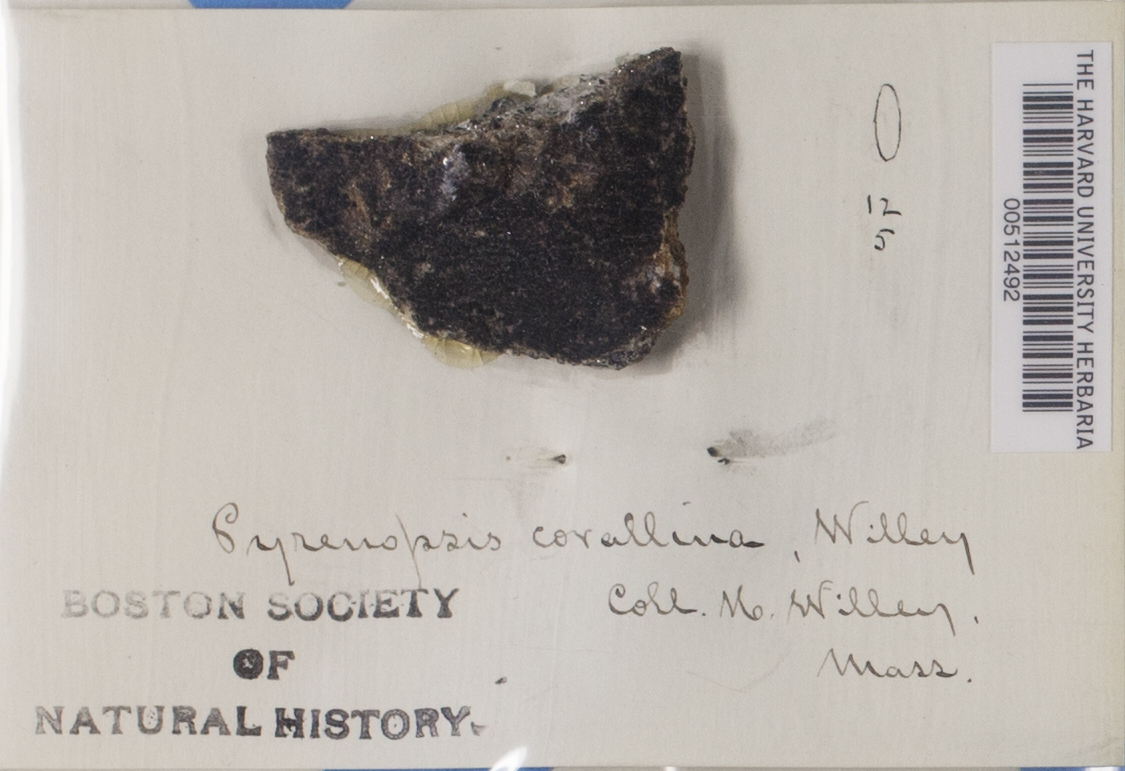 THE HARVARD UNIVERSITY HERBARIA
00512492
12
5
Pyrenopsis corallina, Willey
Coll. H. Willey.
Mass.
BOSTON SOCIETY
OF
NATURAL HISTORY.